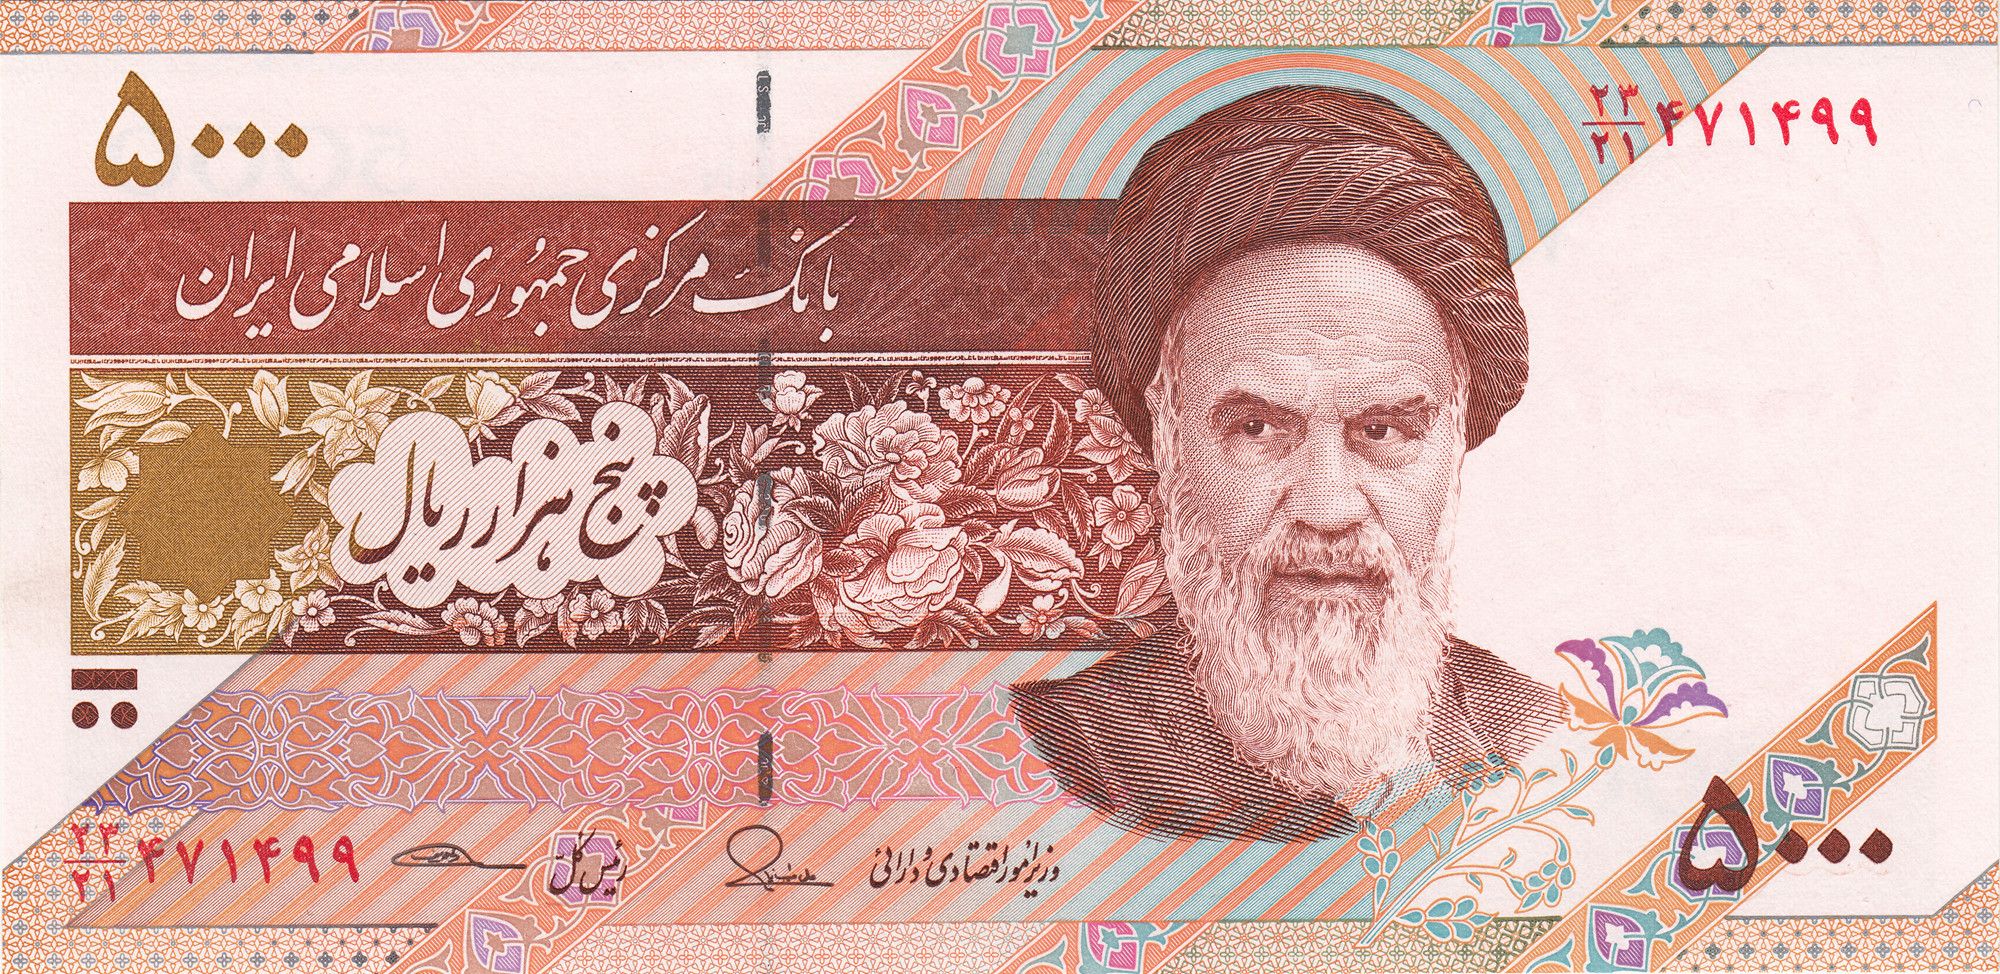 ۵۰۰۰
۲۳/۲۱ ۴۷۱۴۹۹
بانک مرکزی جمهوری اسلامی ایران
پنج هزار ریال
وزیر امور اقتصادی و دارائی
رئیس کل
۲۳/۲۱ ۴۷۱۴۹۹
۵۰۰۰